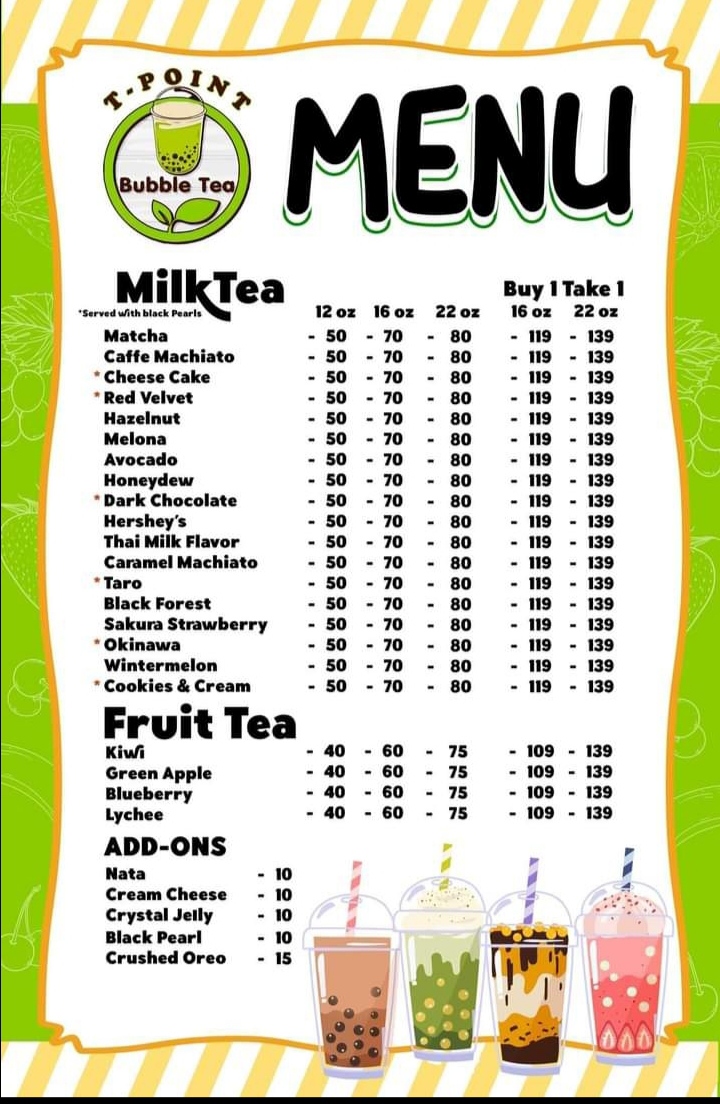 T-POINT
Bubble Tea
MENU
MilkTea
Buy 1 Take 1
*Served with black Pearls
12 oz 16 oz 22 oz 16 oz 22 oz
Matcha - 50 - 70 - 80 - 119 - 139
Caffe Machiato - 50 - 70 - 80 - 119 - 139
* Cheese Cake - 50 - 70 - 80 - 119 - 139
* Red Velvet - 50 - 70 - 80 - 119 - 139
Hazelnut - 50 - 70 - 80 - 119 - 139
Melona - 50 - 70 - 80 - 119 - 139
Avocado - 50 - 70 - 80 - 119 - 139
Honeydew - 50 - 70 - 80 - 119 - 139
* Dark Chocolate - 50 - 70 - 80 - 119 - 139
Hershey's - 50 - 70 - 80 - 119 - 139
Thai Milk Flavor - 50 - 70 - 80 - 119 - 139
Caramel Machiato - 50 - 70 - 80 - 119 - 139
* Taro - 50 - 70 - 80 - 119 - 139
Black Forest - 50 - 70 - 80 - 119 - 139
Sakura Strawberry - 50 - 70 - 80 - 119 - 139
* Okinawa - 50 - 70 - 80 - 119 - 139
Wintermelon - 50 - 70 - 80 - 119 - 139
* Cookies & Cream - 50 - 70 - 80 - 119 - 139
Fruit Tea
Kiwi - 40 - 60 - 75 - 109 - 139
Green Apple - 40 - 60 - 75 - 109 - 139
Blueberry - 40 - 60 - 75 - 109 - 139
Lychee - 40 - 60 - 75 - 109 - 139
ADD-ONS
Nata - 10
Cream Cheese - 10
Crystal Jelly - 10
Black Pearl - 10
Crushed Oreo - 15